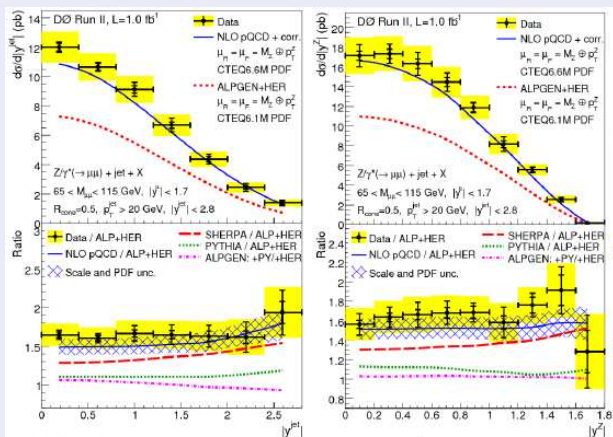 DØ Run II, L=1.0 fb¹
Data
NLO pQCD + corr.
μR = μF = MZ ⊕ pTZ
CTEQ6.6M PDF
ALPGEN+HER
μR = μF = MZ ⊕ pTZ
CTEQ6.1M PDF
Z/γ*(→ μμ) + jet + X
65 < Mμμ < 115 GeV, |yμ| < 1.7
Rcone=0.5, pTjet > 20 GeV, |yjet| < 2.8
dσ/d|yjet| (pb)
14
12
10
8
6
4
2
0
Ratio
3
2.5
2
1.5
1
Data / ALP+HER
NLO pQCD / ALP+HER
Scale and PDF unc.
SHERPA / ALP+HER
PYTHIA / ALP+HER
ALPGEN: +PY/+HER
0 0.5 1 1.5 2 2.5
|yjet|
DØ Run II, L=1.0 fb¹
Data
NLO pQCD + corr.
μR = μF = MZ ⊕ pTZ
CTEQ6.6M PDF
ALPGEN+HER
μR = μF = MZ ⊕ pTZ
CTEQ6.1M PDF
Z/γ*(→ μμ) + jet + X
65 < Mμμ < 115 GeV, |yμ| < 1.7
Rcone=0.5, pTjet > 20 GeV, |yjet| < 2.8
dσ/d|yZ| (pb)
20
18
16
14
12
10
8
6
4
2
0
Ratio
2.6
2.4
2.2
2
1.8
1.6
1.4
1.2
1
0.8
Data / ALP+HER
NLO pQCD / ALP+HER
Scale and PDF unc.
SHERPA / ALP+HER
PYTHIA / ALP+HER
ALPGEN: +PY/+HER
0 0.2 0.4 0.6 0.8 1 1.2 1.4 1.6 1.8
|yZ|